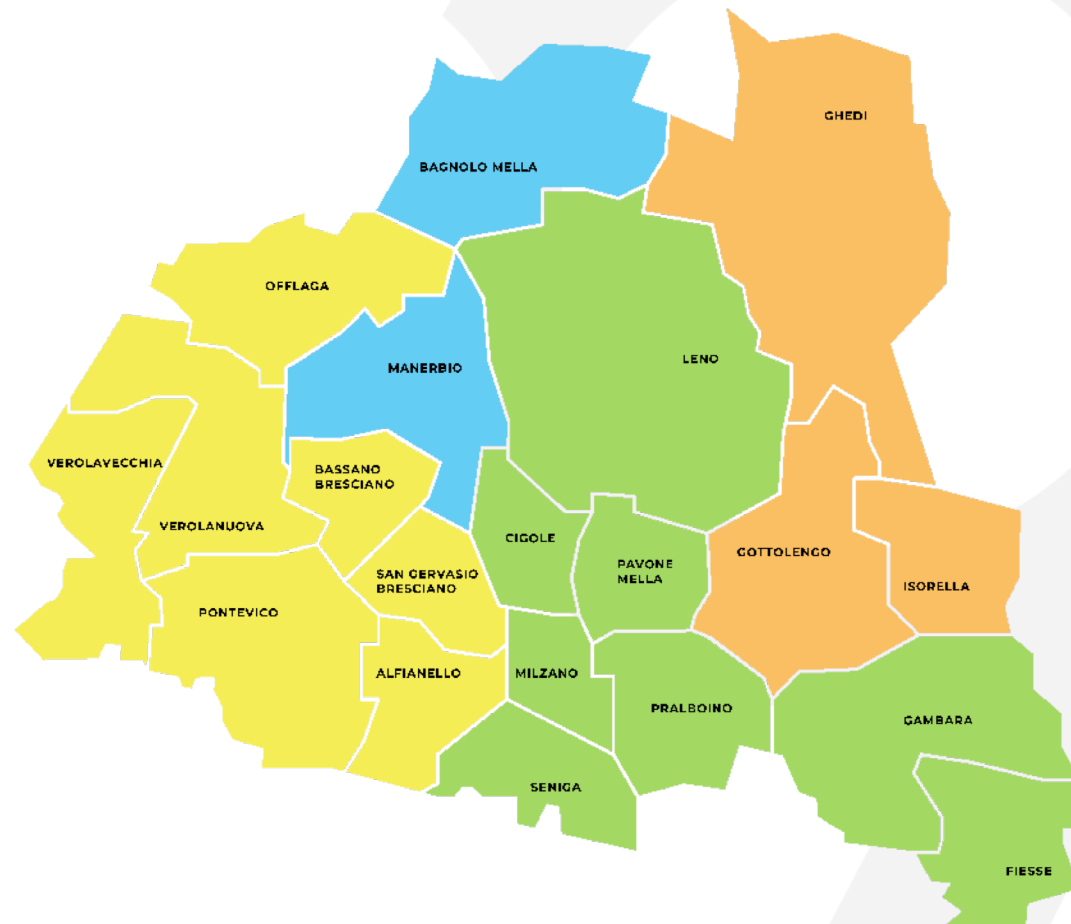 GHEDI
BAGNOLO MELLA
OFFLAGA
LENO
MANERBIO
VEROLAVECCHIA
BASSANO
BRESCIANO
VEROLANUOVA
CIGOLE
GOTTOLENGO
PAVONE
MELLA
SAN GERVASIO
BRESCIANO
ISORELLA
PONTEVICO
ALFIANELLO
MILZANO
PRALBOINO
GAMBARA
SENIGA
FIESSE